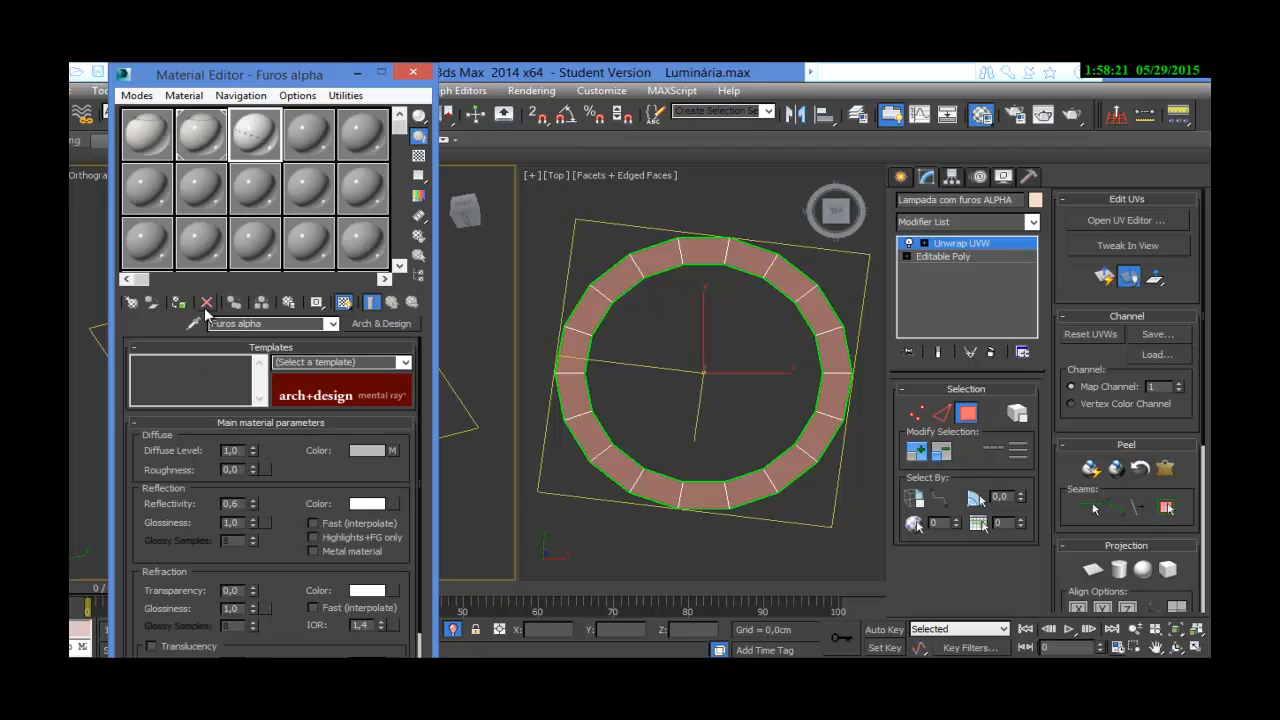 Material Editor - Furos alpha
3ds Max 2014 x64 - Student Version Luminária.max
1:58:21 05/29/2015
Modes Material Navigation Options Utilities
ph Editors Rendering Customize MAXScript Help
Create Selection Se
Orthogra
[+] [Top] [Facets + Edged Faces]
TOP
Lampada com furos ALPHA
Modifier List
Unwrap UVW
Editable Poly
Edit UVs
Open UV Editor ...
Tweak In View
Channel
Reset UVWs Save...
Load...
Channel:
Map Channel: 1
Vertex Color Channel
Furos alpha Arch & Design
Templates
(Select a template)
arch+design mental ray
Main material parameters
Diffuse
Diffuse Level: 1,0 Color: M
Roughness: 0,0
Reflection
Reflectivity: 0,6 Color:
Glossiness: 1,0 Fast (interpolate)
Glossy Samples: 8 Highlights+FG only
Metal material
Refraction
Transparency: 0,0 Color:
Glossiness: 1,0 Fast (interpolate)
Glossy Samples: 8 IOR: 1,4
Translucency
Selection
Modify Selection:
Select By:
0,0
0 0
Peel
Seams:
Projection
Align Options:
X Y Z
0 /
50 60 70 80 90 100
X: Y: Z: Grid = 0,0cm
Add Time Tag
Auto Key Selected
Set Key Key Filters... 0